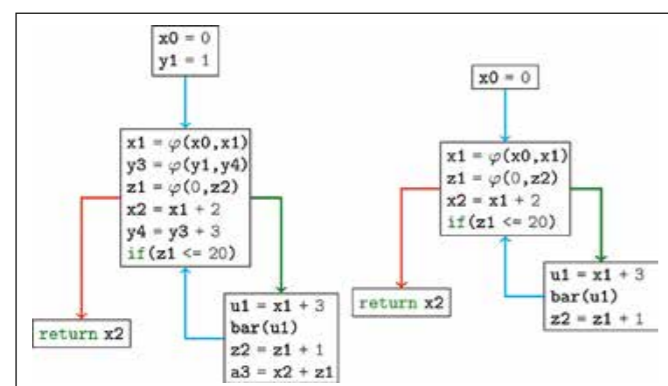 x0 = 0
y1 = 1
x1 = φ(x0,x1)
y3 = φ(y1,y4)
z1 = φ(0,z2)
x2 = x1 + 2
y4 = y3 + 3
if(z1 <= 20)
return x2
u1 = x1 + 3
bar(u1)
z2 = z1 + 1
a3 = x2 + z1
x0 = 0
x1 = φ(x0,x1)
z1 = φ(0,z2)
x2 = x1 + 2
if(z1 <= 20)
return x2
u1 = x1 + 3
bar(u1)
z2 = z1 + 1